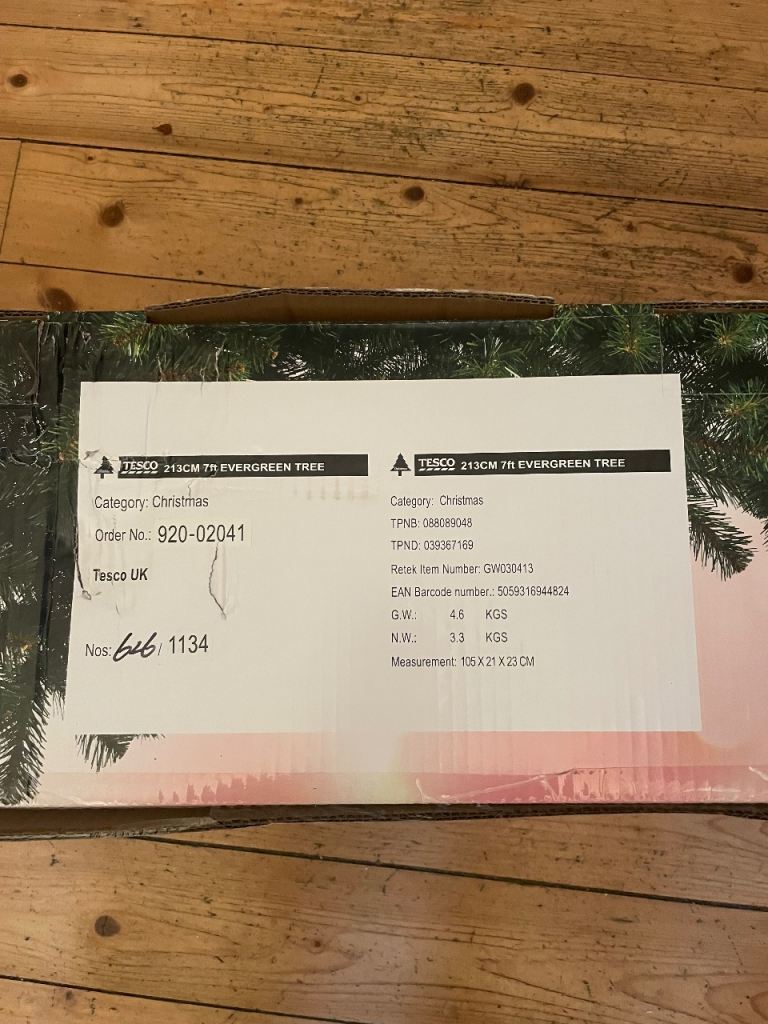 TESCO 213CM 7ft EVERGREEN TREE
Category: Christmas
Order No.: 920-02041
Tesco UK
Nos: 626/ 1134
TESCO 213CM 7ft EVERGREEN TREE
Category: Christmas
TPNB: 088089048
TPND: 039367169
Retek Item Number: GW030413
EAN Barcode number.: 5059316944824
G.W.: 4.6 KGS
N.W.: 3.3 KGS
Measurement: 105 X 21 X 23 CM